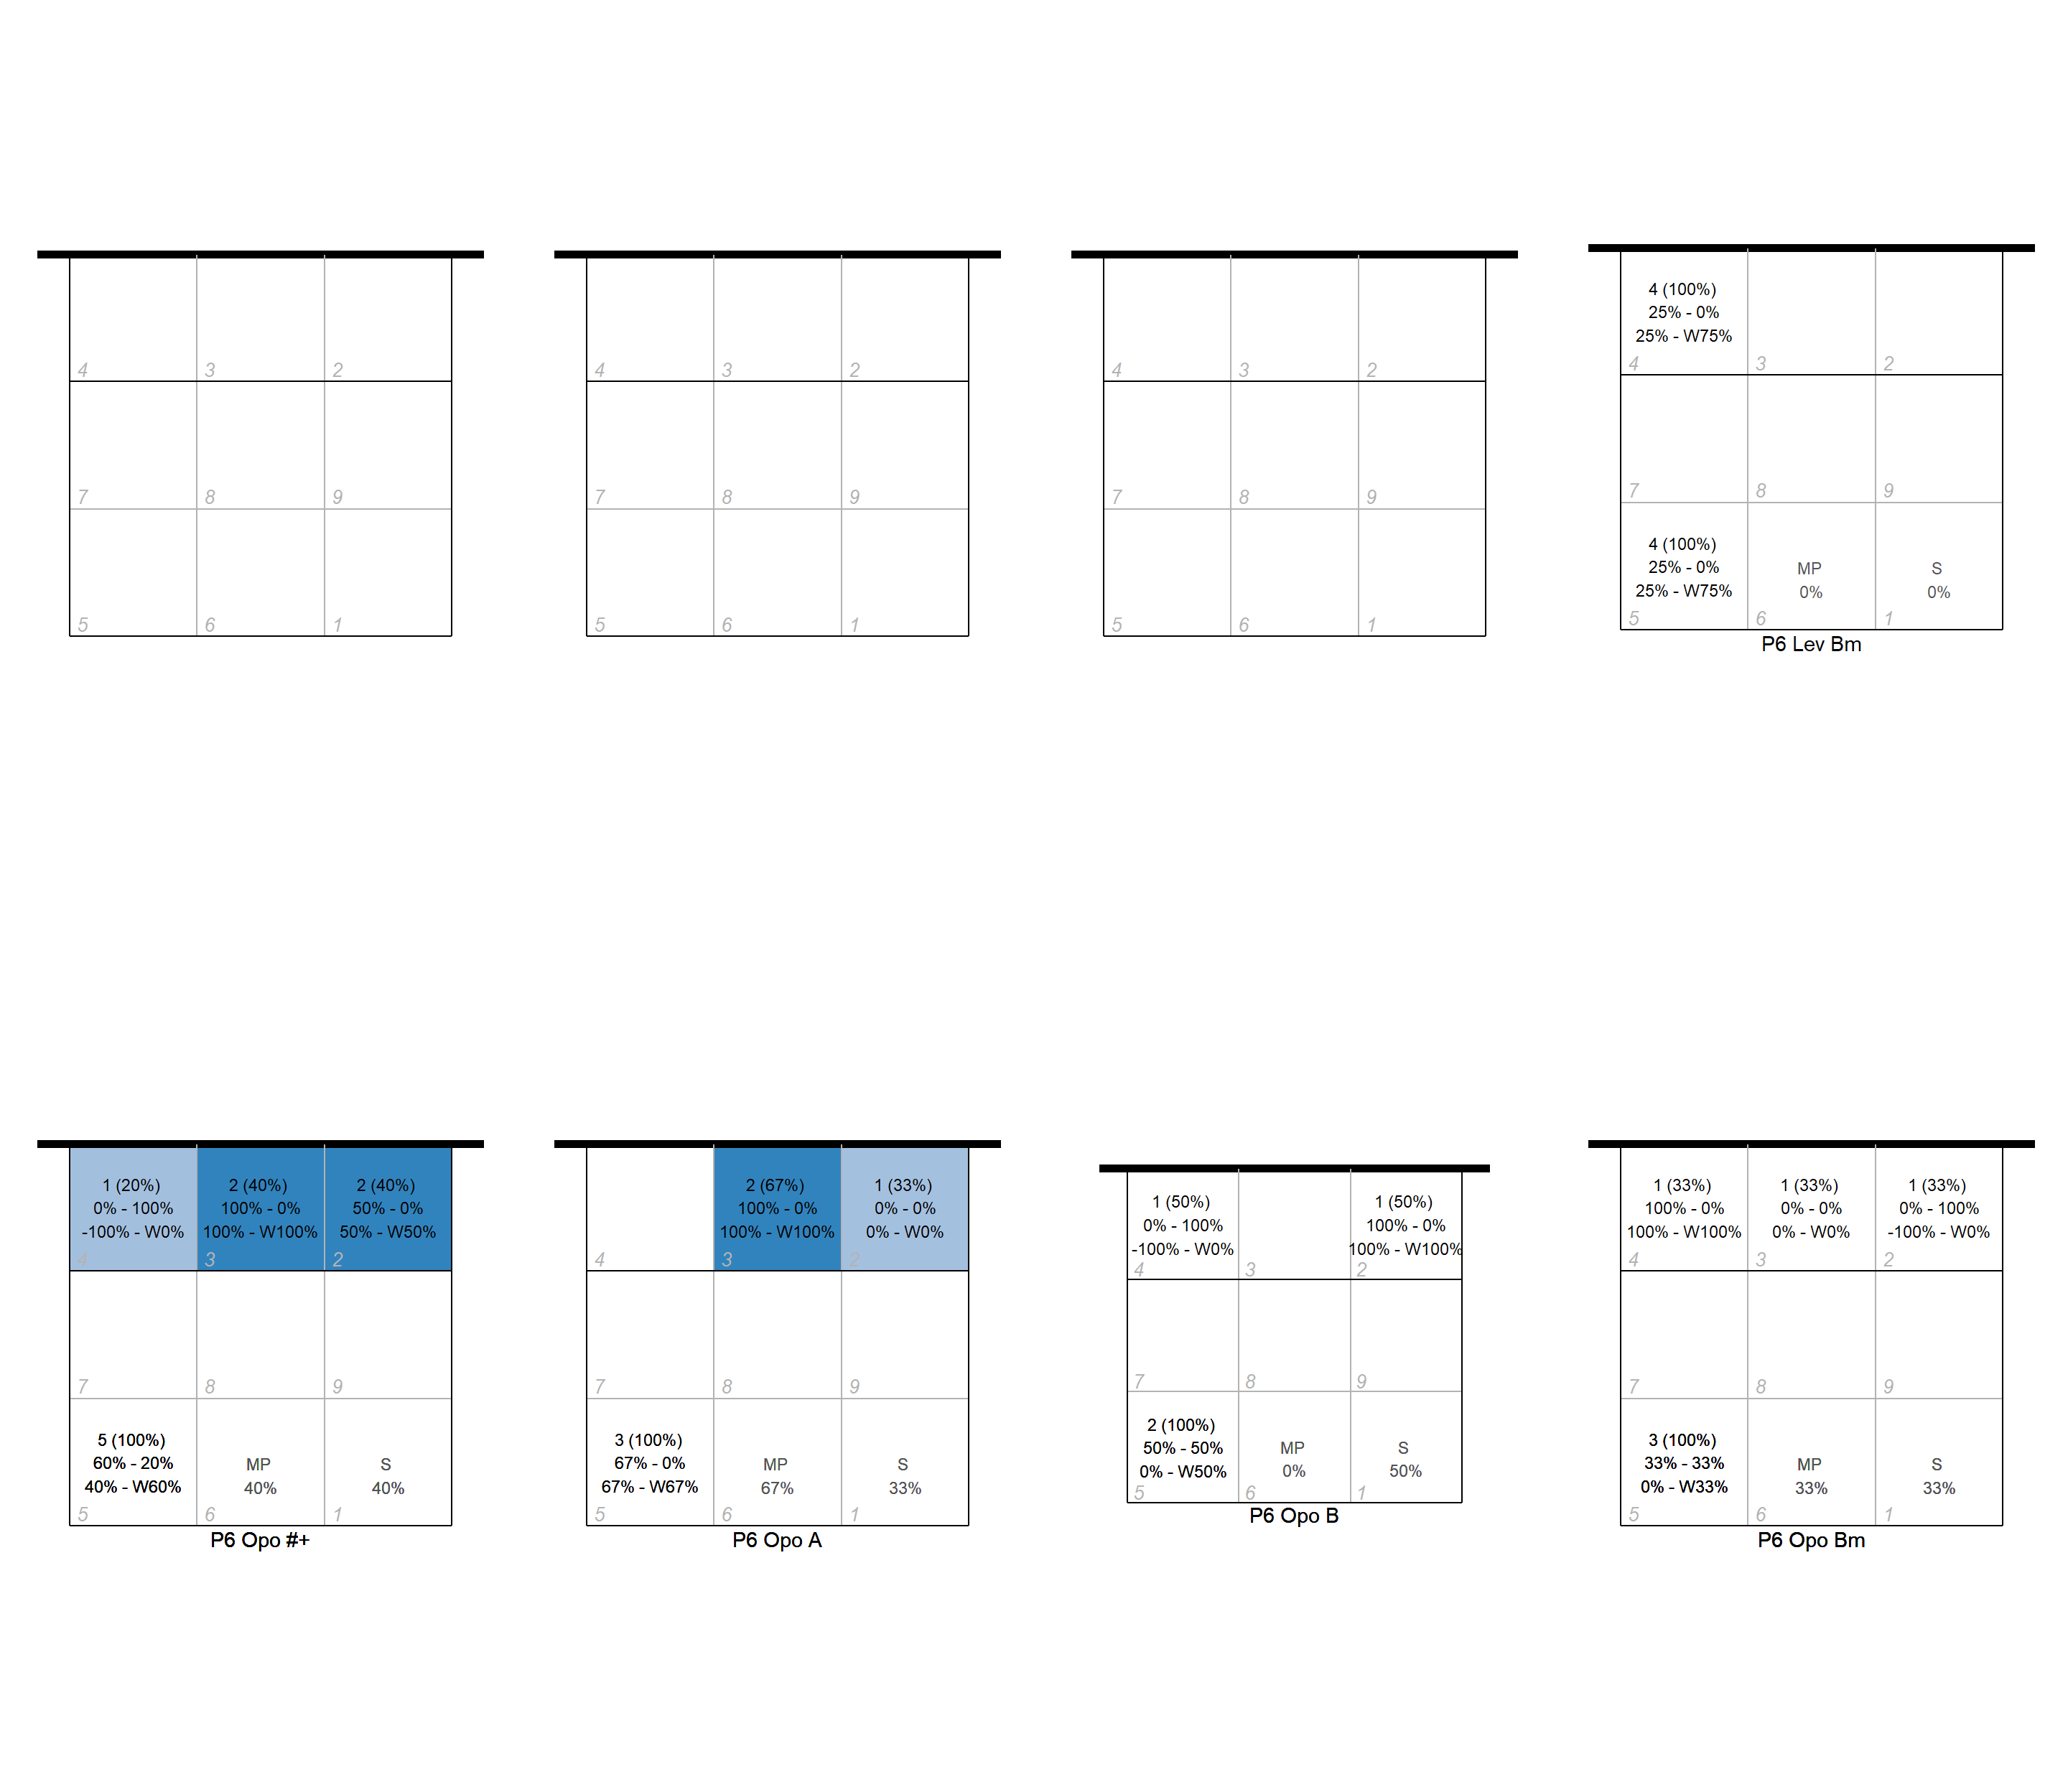 4 3 2
7 8 9
5 6 1
4 3 2
7 8 9
5 6 1
4 3 2
7 8 9
5 6 1
4 (100%)
25% - 0%
25% - W75%
4 3 2
7 8 9
4 (100%)
25% - 0%
25% - W75%
MP
0%
S
0%
5 6 1
P6 Lev Bm
1 (20%)
0% - 100%
-100% - W0%
2 (40%)
100% - 0%
100% - W100%
2 (40%)
50% - 0%
50% - W50%
4 3 2
7 8 9
5 (100%)
60% - 20%
40% - W60%
MP
40%
S
40%
5 6 1
P6 Opo #+
2 (67%)
100% - 0%
100% - W100%
1 (33%)
0% - 0%
0% - W0%
4 3 2
7 8 9
3 (100%)
67% - 0%
67% - W67%
MP
67%
S
33%
5 6 1
P6 Opo A
1 (50%)
0% - 100%
-100% - W0%
1 (50%)
100% - 0%
100% - W100%
4 3 2
7 8 9
2 (100%)
50% - 50%
0% - W50%
MP
0%
S
50%
5 6 1
P6 Opo B
1 (33%)
100% - 0%
100% - W100%
1 (33%)
0% - 0%
0% - W0%
1 (33%)
0% - 100%
-100% - W0%
4 3 2
7 8 9
3 (100%)
33% - 33%
0% - W33%
MP
33%
S
33%
5 6 1
P6 Opo Bm